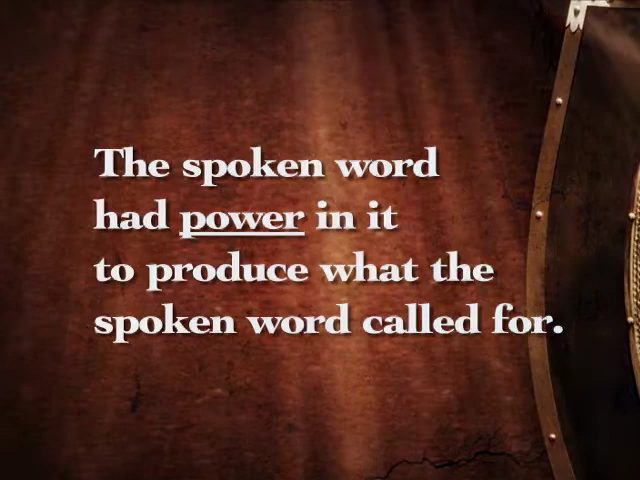 The spoken word
had power in it
to produce what the
spoken word called for.